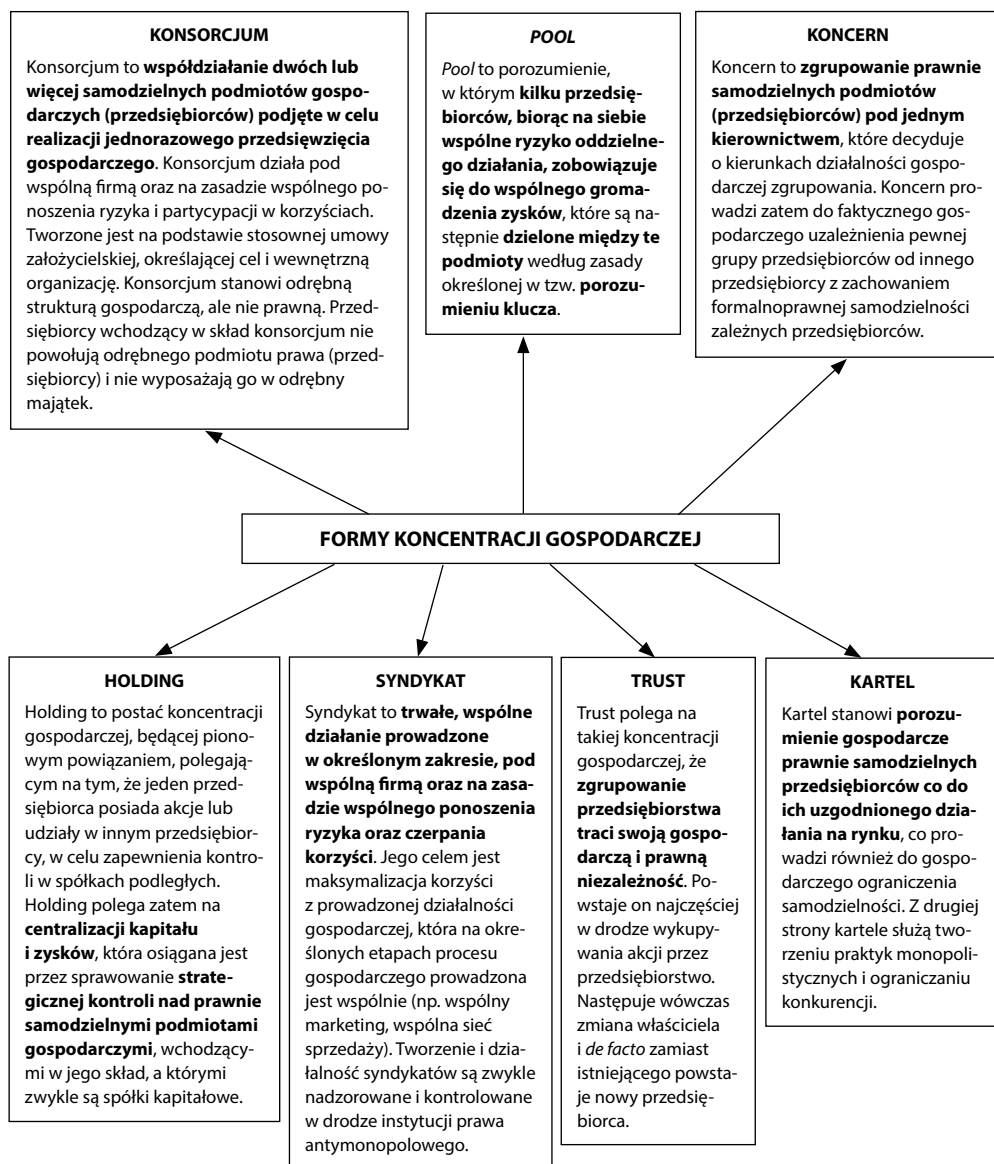 KONSORCJUM
Konsorcjum to współdziałanie dwóch lub
więcej samodzielnych podmiotów gospo-
darczych (przedsiębiorców) podjęte w celu
realizacji jednorazowego przedsięwzięcia
gospodarczego. Konsorcjum działa pod
wspólną firmą oraz na zasadzie wspólnego po-
noszenia ryzyka i partycypacji w korzyściach.
Tworzone jest na podstawie stosownej umowy
założycielskiej, określającej cel i wewnętrzną
organizację. Konsorcjum stanowi odrębną
strukturą gospodarczą, ale nie prawną. Przed-
siębiorcy wchodzący w skład konsorcjum nie
powołują odrębnego podmiotu prawa (przed-
siębiorcy) i nie wyposażają go w odrębny
majątek.
POOL
Pool to porozumienie,
w którym kilku przedsię-
biorców, biorąc na siebie
wspólne ryzyko oddzielne-
go działania, zobowiązuje
się do wspólnego groma-
dzenia zysków, które są na-
stępnie dzielone między te
podmioty według zasady
określonej w tzw. porozu-
mieniu klucza.
KONCERN
Koncern to zgrupowanie prawnie
samodzielnych podmiotów
(przedsiębiorców) pod jednym
kierownictwem, które decyduje
o kierunkach działalności gospo-
darczej zgrupowania. Koncern pro-
wadzi zatem do faktycznego gos-
podarczego uzależnienia pewnej
grupy przedsiębiorców od innego
przedsiębiorcy z zachowaniem
formalnoprawnej samodzielności
zależnych przedsiębiorców.
FORMY KONCENTRACJI GOSPODARCZEJ
HOLDING
Holding to postać koncentracji
gospodarczej, będącej piono-
wym powiązaniem, polegają-
cym na tym, że jeden przed-
siębiorca posiada akcje lub
udziały w innym przedsiębior-
cy, w celu zapewnienia kontro-
li w spółkach podległych.
Holding polega zatem na
centralizacji kapitału
i zysków, która osiągana jest
przez sprawowanie strate-
gicznej kontroli nad prawnie
samodzielnymi podmiotami
gospodarczymi, wchodzący-
mi w jego skład, a którymi
zwykle są spółki kapitałowe.
SYNDYKAT
Syndykat to trwałe, wspólne
działanie prowadzone
w określonym zakresie, pod
wspólną firmą oraz na zasa-
dzie wspólnego ponoszenia
ryzyka oraz czerpania
korzyści. Jego celem jest
maksymalizacja korzyści
z prowadzonej działalności
gospodarczej, która na okre-
ślonych etapach procesu
gospodarczego prowadzona
jest wspólnie (np. wspólny
marketing, wspólna sieć
sprzedaży). Tworzenie i dzia-
łalność syndykatów są zwykle
nadzorowane i kontrolowane
w drodze instytucji prawa
antymonopolowego.
TRUST
Trust polega na
takiej koncentracji
gospodarczej, że
zgrupowanie
przedsiębiorstwa
traci swoją gospo-
darczą i prawną
niezależność. Po-
wstaje on najczęściej
w drodze wykupy-
wania akcji przez
przedsiębiorstwo.
Następuje wówczas
zmiana właściciela
i de facto zamiast
istniejącego powsta-
je nowy przedsię-
biorca.
KARTEL
Kartel stanowi porozu-
mienie gospodarcze
prawnie samodzielnych
przedsiębiorców co do
ich uzgodnionego dzia-
łania na rynku, co pro-
wadzi również do gospo-
darczego ograniczenia
samodzielności. Z drugiej
strony kartele służą two-
rzeniu praktyk monopoli-
stycznych i ograniczaniu
konkurencji.